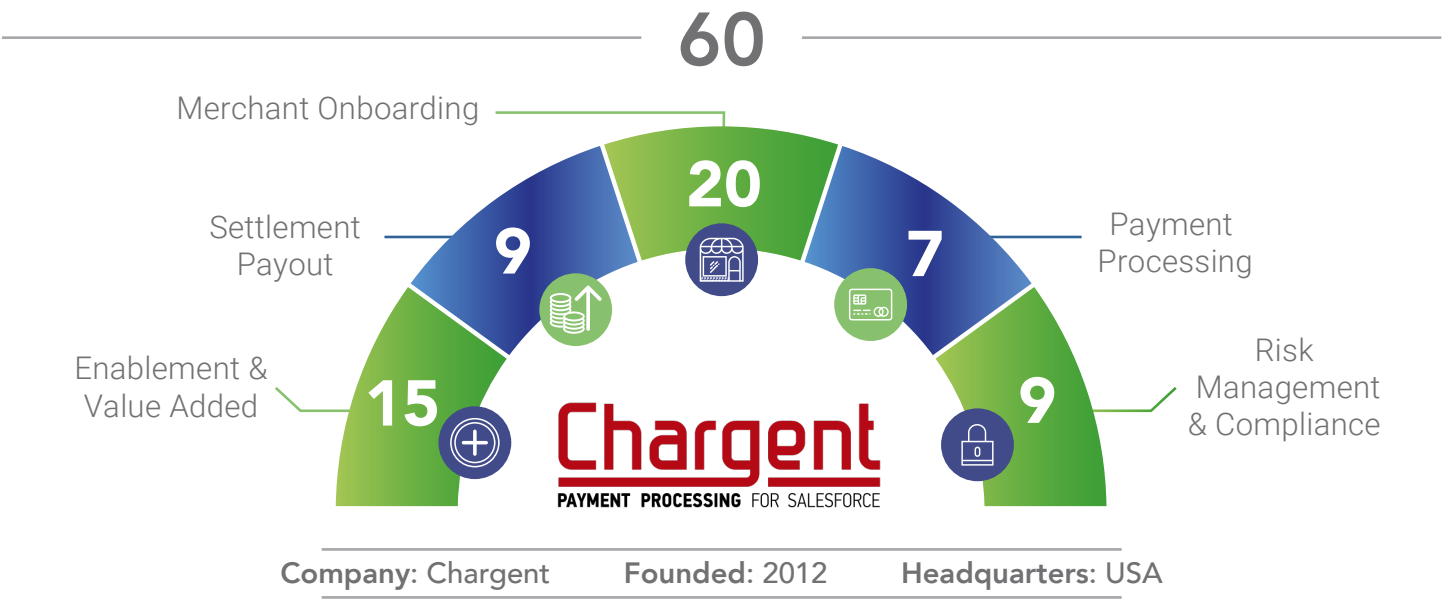 60
Merchant Onboarding
20
Settlement
Payout
9
7
Payment
Processing
Enablement &
Value Added
15
9
Risk
Management
& Compliance
0
Chargent
PAYMENT PROCESSING FOR SALESFORCE
Company: Chargent Founded: 2012 Headquarters: USA